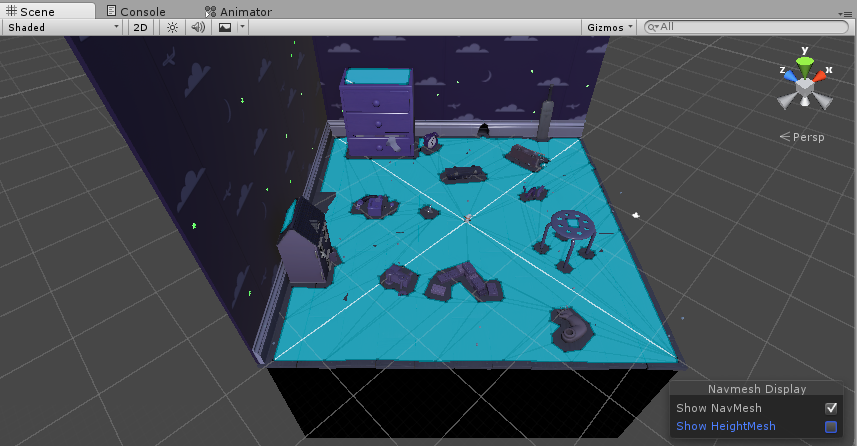 Scene Console Animator
Shaded 2D Gizmos All
y
z x
Persp
Navmesh Display
Show NavMesh
Show HeightMesh